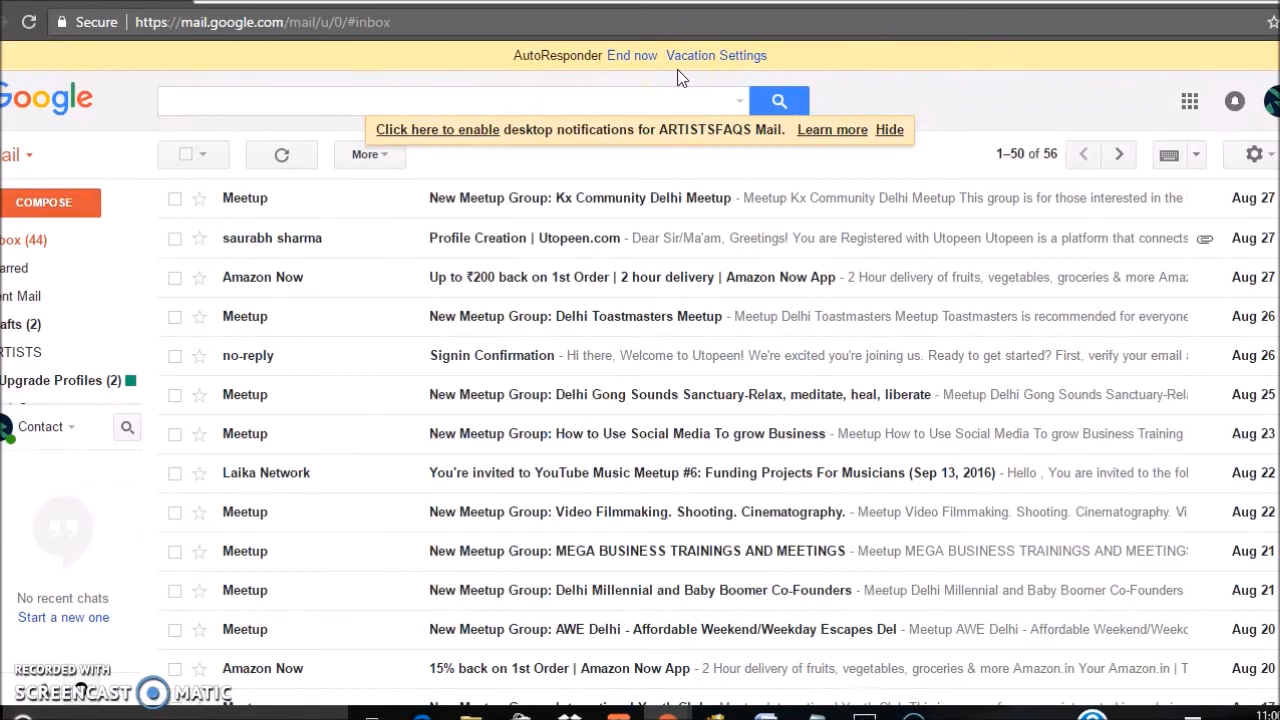 Secure https://mail.google.com/mail/u/0/#inbox
AutoResponder End now Vacation Settings
Google
Click here to enable desktop notifications for ARTISTSFAQS Mail. Learn more Hide
ail
More
1–50 of 56
COMPOSE
Meetup New Meetup Group: Kx Community Delhi Meetup - Meetup Kx Community Delhi Meetup This group is for those interested in the Aug 27
box (44)
saurabh sharma Profile Creation | Utopeen.com - Dear Sir/Ma'am, Greetings! You are Registered with Utopeen Utopeen is a platform that connects Aug 27
arred
Amazon Now Up to ₹200 back on 1st Order | 2 hour delivery | Amazon Now App - 2 Hour delivery of fruits, vegetables, groceries & more Amaz Aug 27
ent Mail
Meetup New Meetup Group: Delhi Toastmasters Meetup - Meetup Delhi Toastmasters Meetup Toastmasters is recommended for everyone Aug 26
afts (2)
no-reply Signin Confirmation - Hi there, Welcome to Utopeen! We're excited you're joining us. Ready to get started? First, verify your email a Aug 26
RTISTS
Upgrade Profiles (2)
Meetup New Meetup Group: Delhi Gong Sounds Sanctuary-Relax, meditate, heal, liberate - Meetup Delhi Gong Sounds Sanctuary-Rel Aug 25
Contact
Meetup New Meetup Group: How to Use Social Media To grow Business - Meetup How to Use Social Media To grow Business Training Aug 23
Laika Network You're invited to YouTube Music Meetup #6: Funding Projects For Musicians (Sep 13, 2016) - Hello , You are invited to the fol Aug 22
Meetup New Meetup Group: Video Filmmaking. Shooting. Cinematography. - Meetup Video Filmmaking. Shooting. Cinematography. Vi Aug 22
Meetup New Meetup Group: MEGA BUSINESS TRAININGS AND MEETINGS - Meetup MEGA BUSINESS TRAININGS AND MEETING Aug 21
Meetup New Meetup Group: Delhi Millennial and Baby Boomer Co-Founders - Meetup Delhi Millennial and Baby Boomer Co-Founders Aug 21
No recent chats
Start a new one
Meetup New Meetup Group: AWE Delhi - Affordable Weekend/Weekday Escapes Del - Meetup AWE Delhi - Affordable Weekend/Weekd Aug 20
Amazon Now 15% back on 1st Order | Amazon Now App - 2 Hour delivery of fruits, vegetables, groceries & more Amazon.in Your Amazon.in | T Aug 20
RECORDED WITH
SCREENCAST MATIC